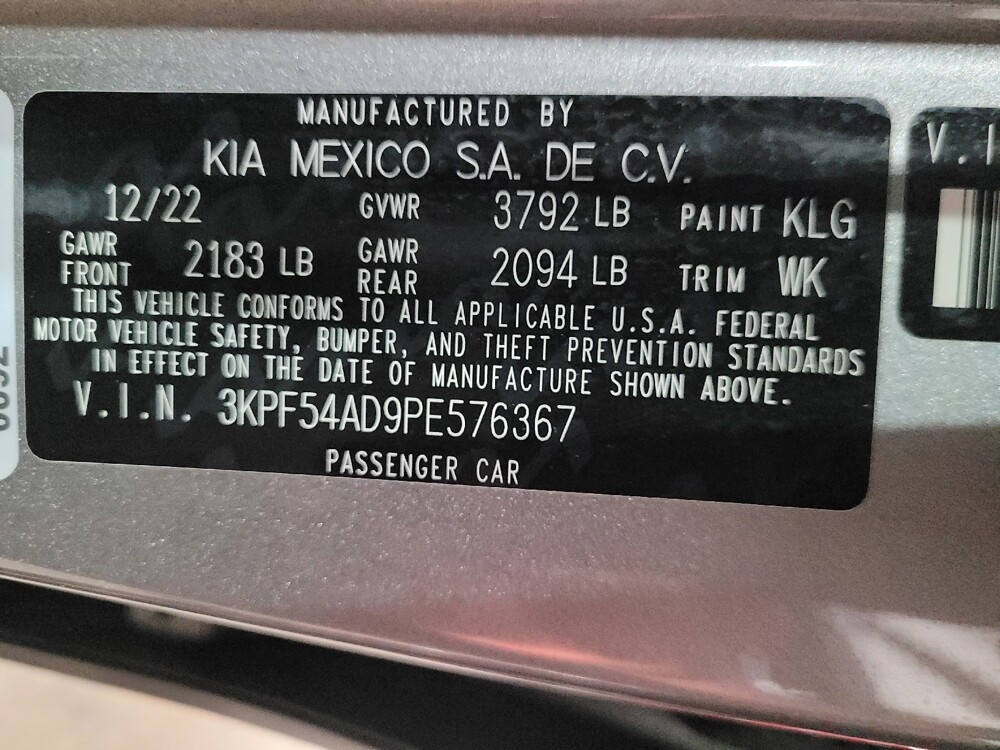 MANUFACTURED BY
KIA MEXICO S.A. DE C.V.
12/22 GVWR 3792 LB PAINT KLG
GAWR FRONT 2183 LB GAWR REAR 2094 LB TRIM WK
THIS VEHICLE CONFORMS TO ALL APPLICABLE U.S.A. FEDERAL
MOTOR VEHICLE SAFETY, BUMPER, AND THEFT PREVENTION STANDARDS
IN EFFECT ON THE DATE OF MANUFACTURE SHOWN ABOVE.
V.I.N. 3KPF54AD9PE576367
PASSENGER CAR
V.I